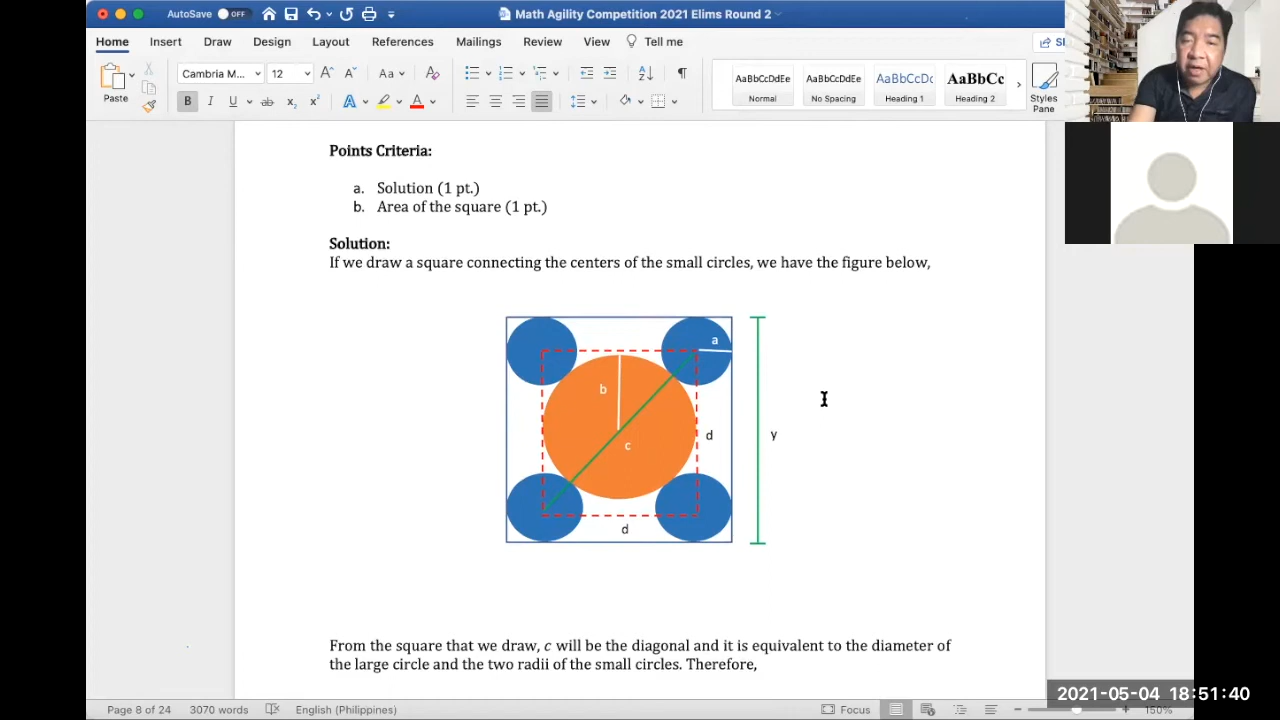 AutoSave OFF
Math Agility Competition 2021 Elims Round 2
Home Insert Draw Design Layout References Mailings Review View Tell me
Paste
Cambria M... 12
AaBbCcDdEe AaBbCcDdEe AaBbCcDc AaBbCc
Normal No Spacing Heading 1 Heading 2
Styles
Pane
Points Criteria:
a. Solution (1 pt.)
b. Area of the square (1 pt.)
Solution:
If we draw a square connecting the centers of the small circles, we have the figure below,
a
b
c
d
y
d
From the square that we draw, c will be the diagonal and it is equivalent to the diameter of
the large circle and the two radii of the small circles. Therefore,
2021-05-04 18:51:40
Page 8 of 24 3070 words English (Philippines) Focus 150%